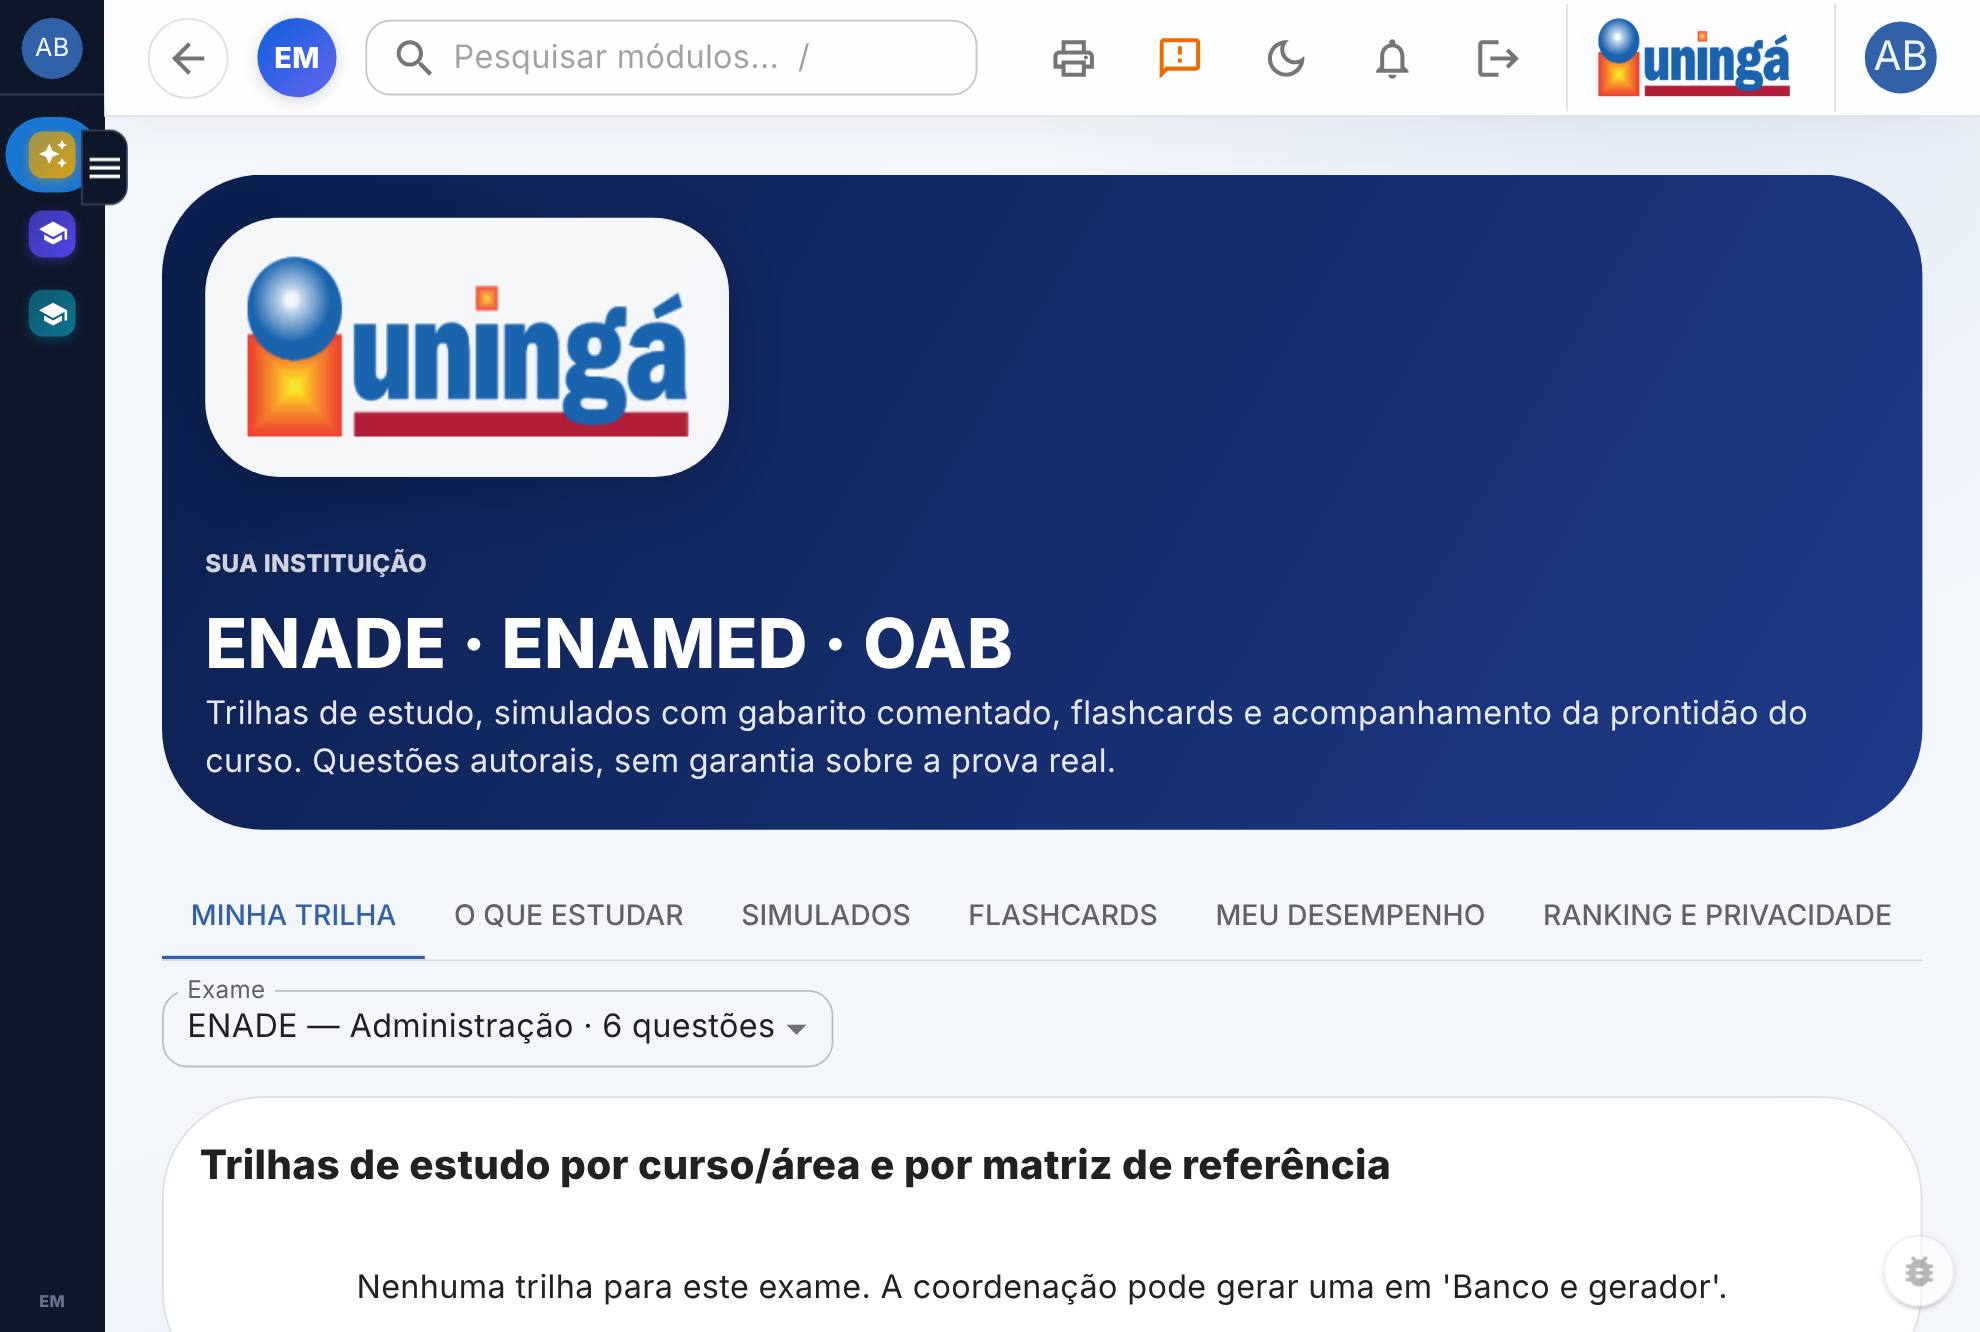 AB
EM
Pesquisar módulos... /
uningá
AB
uningá
SUA INSTITUIÇÃO
ENADE · ENAMED · OAB
Trilhas de estudo, simulados com gabarito comentado, flashcards e acompanhamento da prontidão do
curso. Questões autorais, sem garantia sobre a prova real.
MINHA TRILHA
O QUE ESTUDAR
SIMULADOS
FLASHCARDS
MEU DESEMPENHO
RANKING E PRIVACIDADE
Exame
ENADE — Administração · 6 questões
Trilhas de estudo por curso/área e por matriz de referência
Nenhuma trilha para este exame. A coordenação pode gerar uma em 'Banco e gerador'.
EM